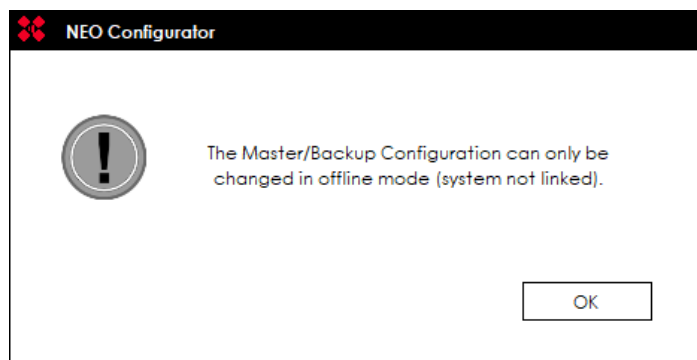 NEO Configurator
The Master/Backup Configuration can only be
changed in offline mode (system not linked).
OK